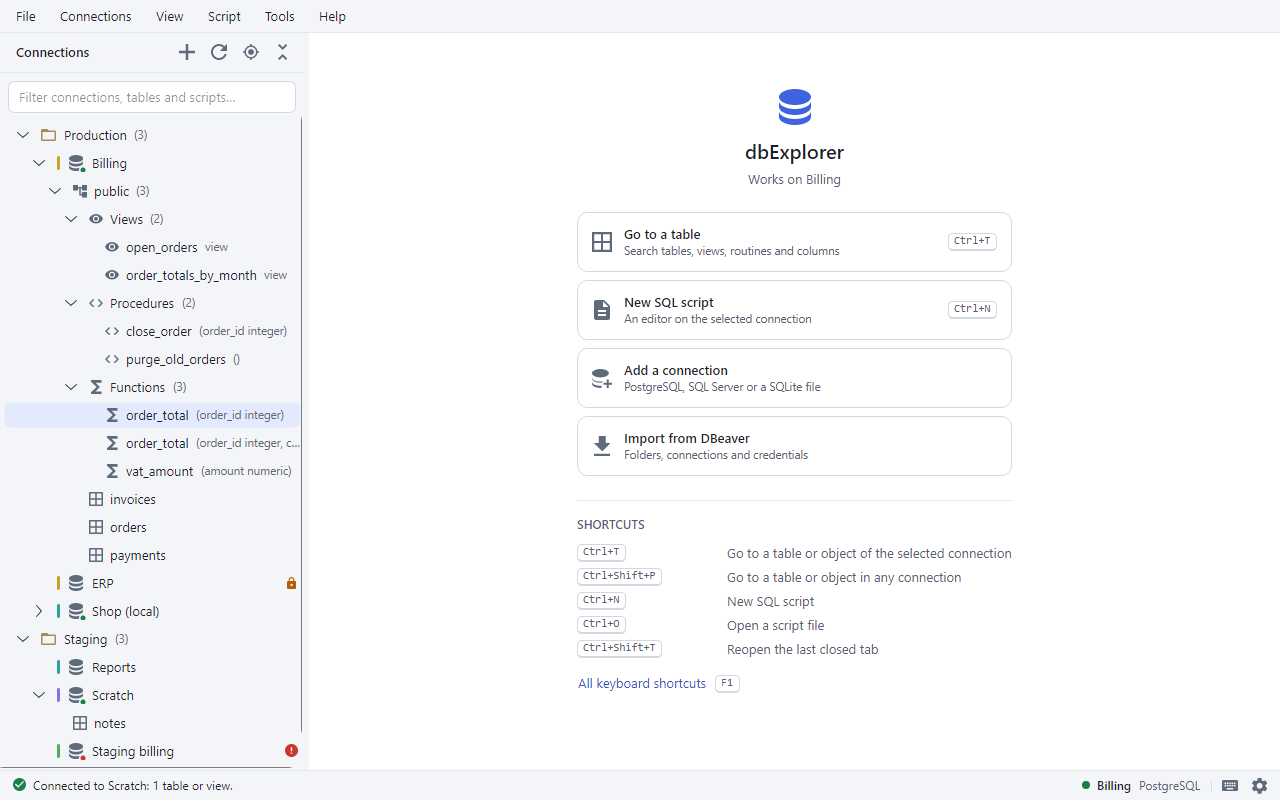 File Connections View Script Tools Help
Connections
Filter connections, tables and scripts...
Production (3)
Billing
public (3)
Views (2)
open_orders view
order_totals_by_month view
Procedures (2)
close_order (order_id integer)
purge_old_orders ()
Functions (3)
order_total (order_id integer)
order_total (order_id integer, c...
vat_amount (amount numeric)
invoices
orders
payments
ERP
Shop (local)
Staging (3)
Reports
Scratch
notes
Staging billing
dbExplorer
Works on Billing
Go to a table
Search tables, views, routines and columns
Ctrl+T
New SQL script
An editor on the selected connection
Ctrl+N
Add a connection
PostgreSQL, SQL Server or a SQLite file
Import from DBeaver
Folders, connections and credentials
SHORTCUTS
Ctrl+T Go to a table or object of the selected connection
Ctrl+Shift+P Go to a table or object in any connection
Ctrl+N New SQL script
Ctrl+O Open a script file
Ctrl+Shift+T Reopen the last closed tab
All keyboard shortcuts F1
Connected to Scratch: 1 table or view.
Billing PostgreSQL